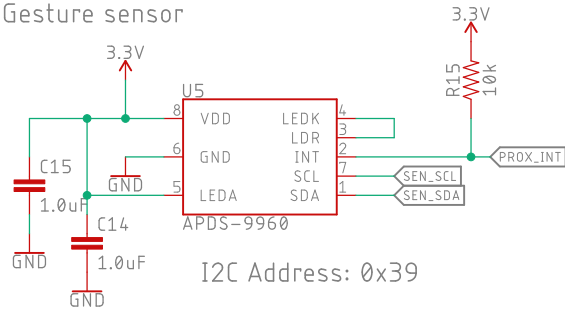 Gesture sensor
3.3V
3.3V
U5
R15
10k
8
VDD
LEDK
4
LDR
3
6
GND
INT
2
PROX_INT
C15
GND
SCL
7
SEN_SCL
5
LEDA
SDA
1
SEN_SDA
1.0uF
C14
APDS-9960
GND
1.0uF
I2C Address: 0x39
GND